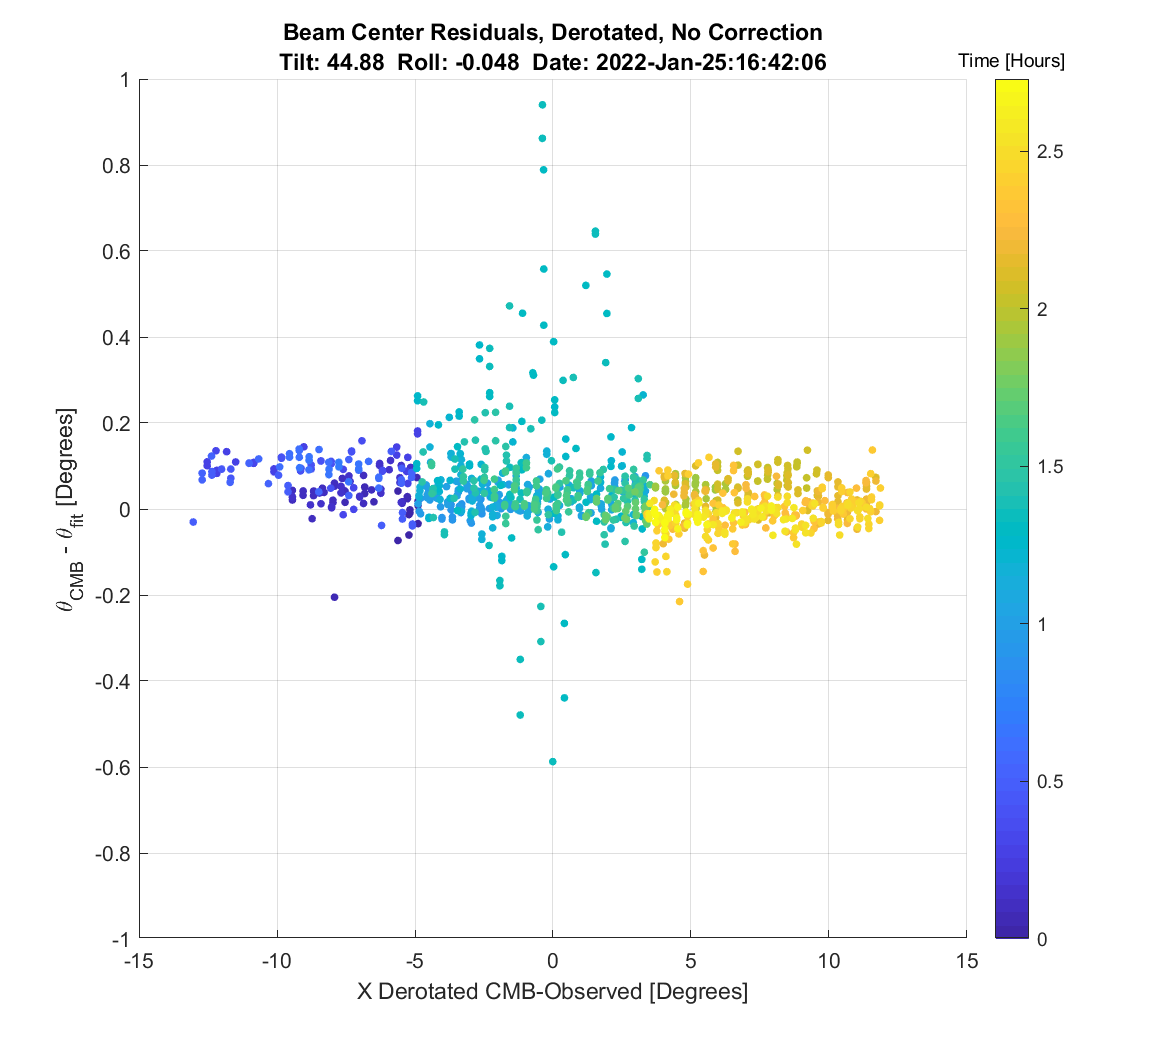 Beam Center Residuals, Derotated, No Correction
Tilt: 44.88 Roll: -0.048 Date: 2022-Jan-25:16:42:06
Time [Hours]
1
0.8
0.6
0.4
0.2
0
-0.2
-0.4
-0.6
-0.8
-1
θCMB - θfit [Degrees]
-15 -10 -5 0 5 10 15
X Derotated CMB-Observed [Degrees]
2.5
2
1.5
1
0.5
0